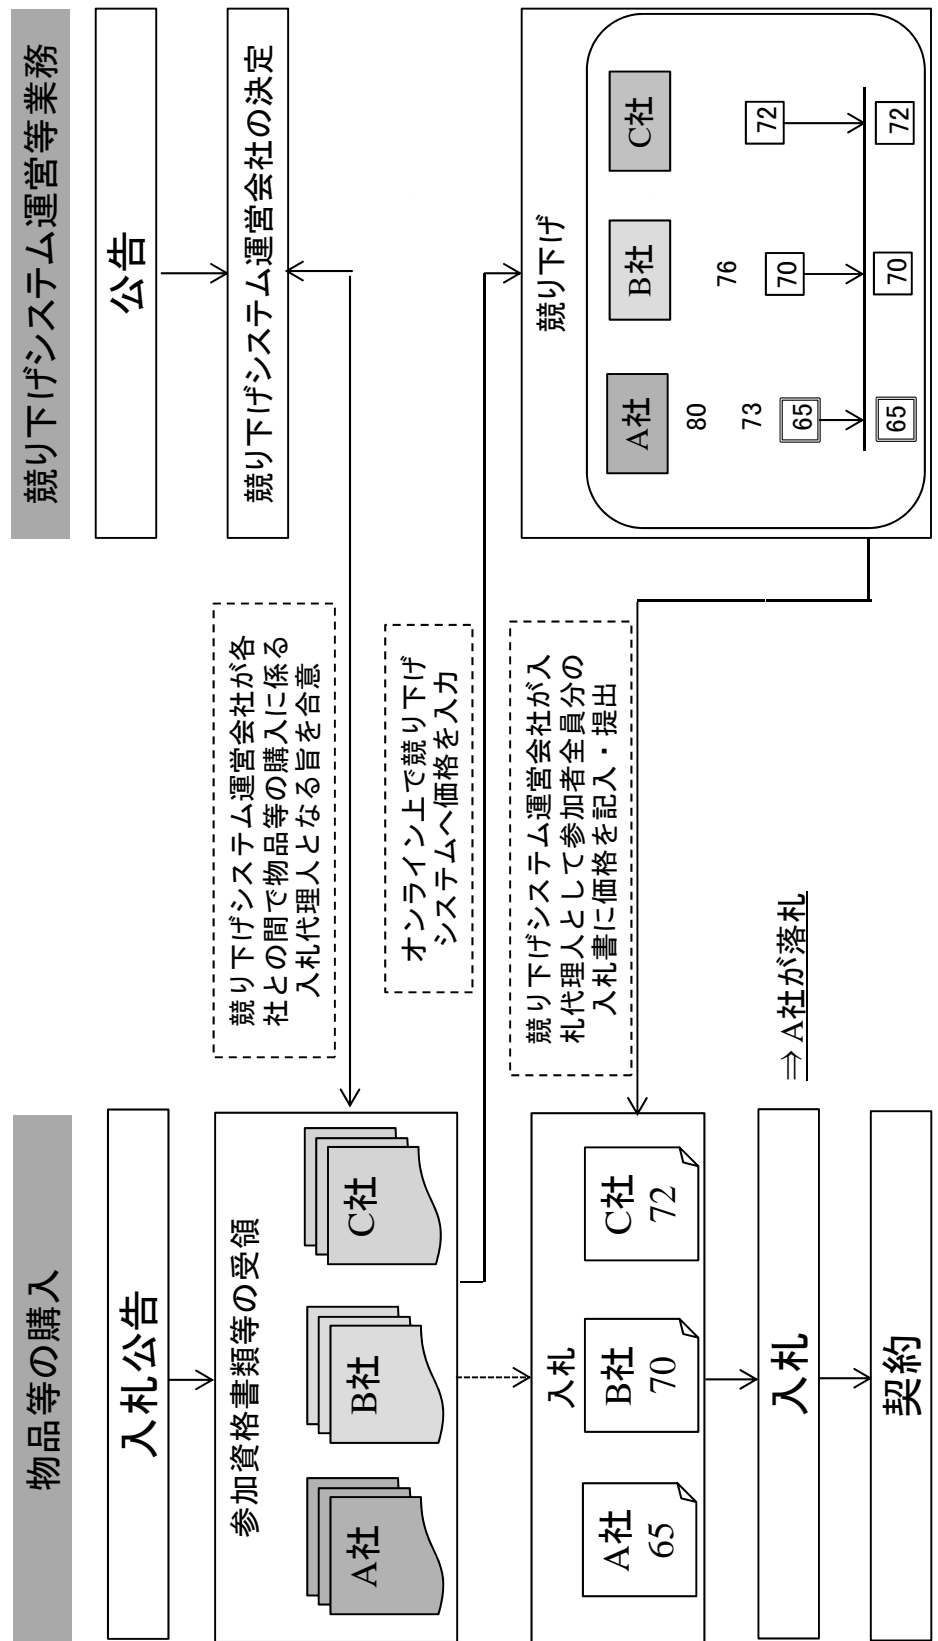 物品等の購入
入札公告
参加資格書類等の受領
A社
B社
C社
入札
A社
65
B社
70
C社
72
入札
⇒ A社が落札
契約
競り下げシステム運営会社が各
社との間で物品等の購入に係る
入札代理人となる旨を合意
オンライン上で競り下げ
システムへ価格を入力
競り下げシステム運営会社が入
札代理人として参加者全員分の
入札書に価格を記入・提出
競り下げシステム運営等業務
公告
競り下げシステム運営会社の決定
競り下げ
A社
B社
C社
80
76
73
72
65
70
65
70
72